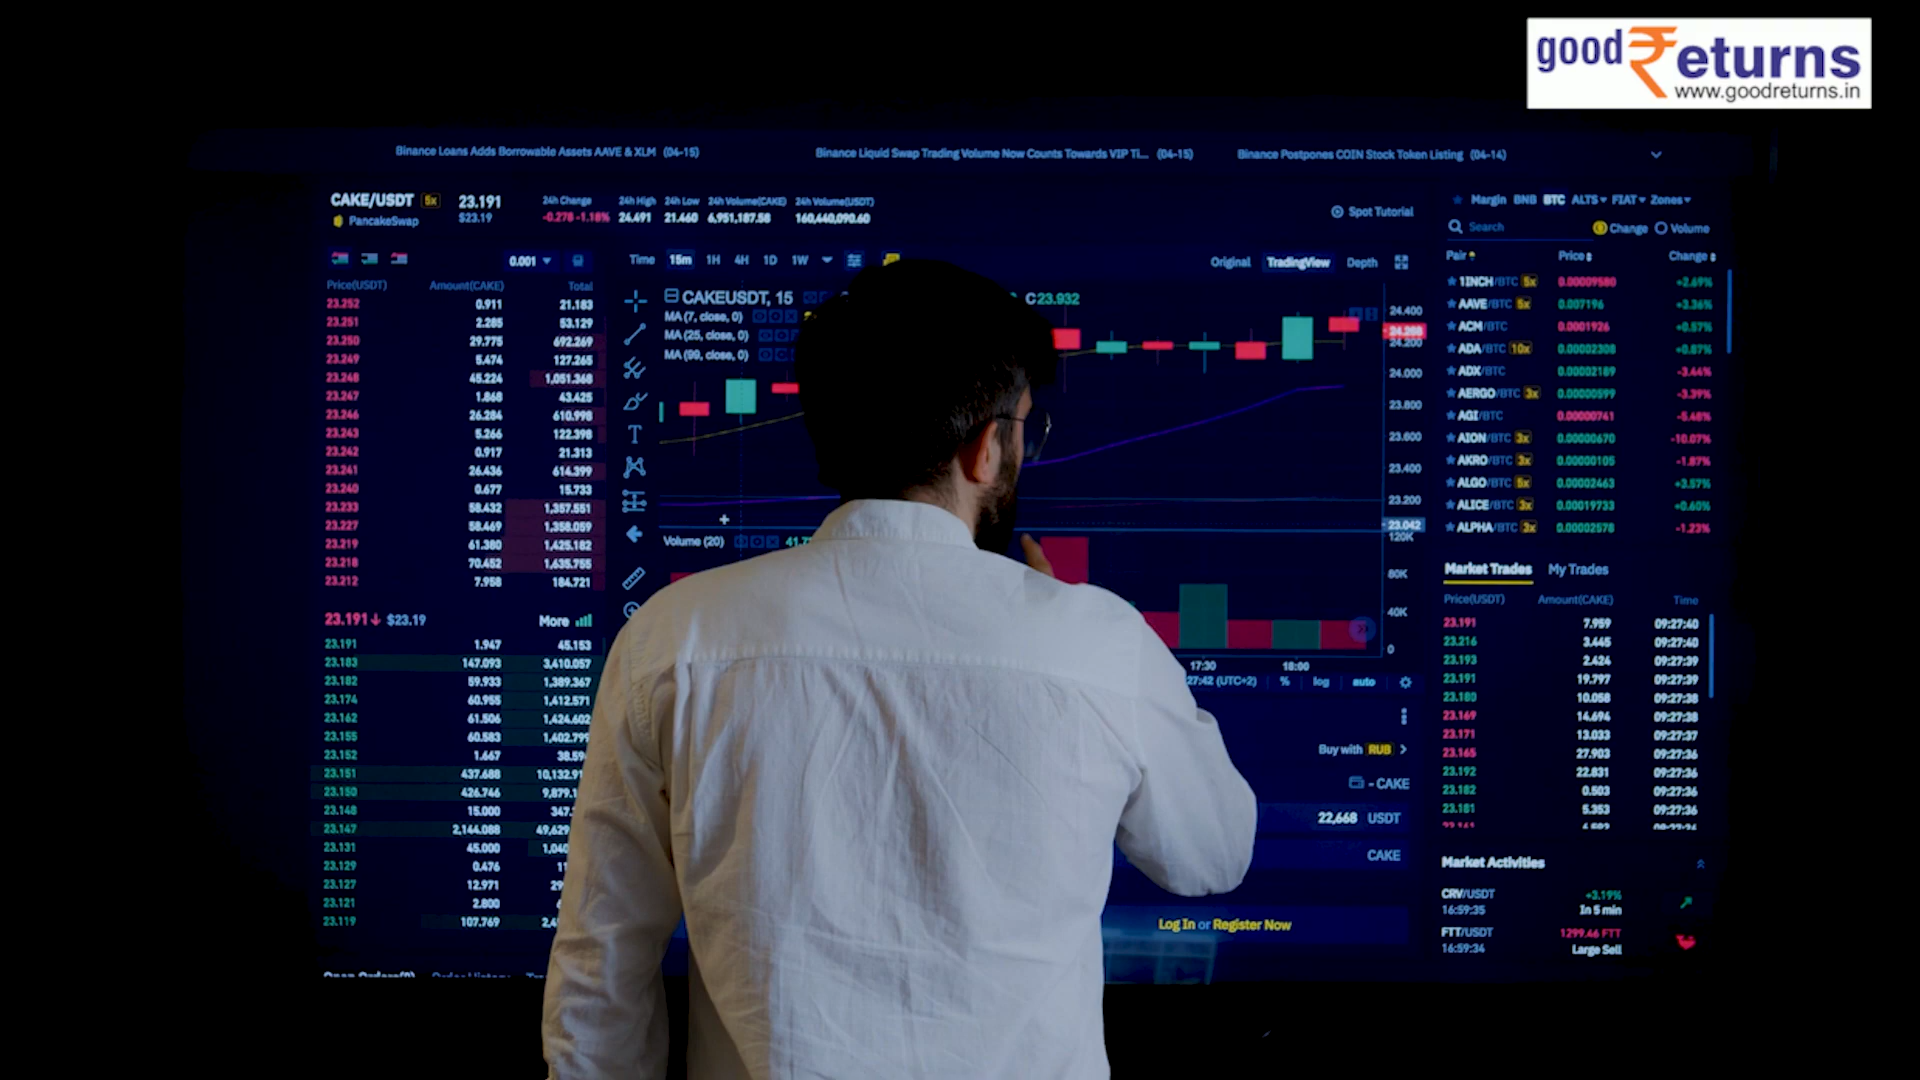 good Returns
www.goodreturns.in
Binance Loans Adds Borrowable Assets AAVE & XLM (04-15)
Binance Liquid Swap Trading Volume Now Counts Towards VIP Ti... (04-15)
Binance Postpones COIN Stock Token Listing (04-14)
CAKE/USDT 5x 23.191
PancakeSwap $23.19
24h Change 24h High 24h Low 24h Volume(CAKE) 24h Volume(USDT)
-0.278 -1.18% 24.491 21.460 6,951,187.58 160,440,090.60
Spot Tutorial
0.001
Price(USDT) Amount(CAKE) Total
23.252 0.911 21.183
23.251 2.285 53.129
23.250 29.775 692.269
23.249 5.474 127.265
23.248 45.224 1,051.368
23.247 1.868 43.425
23.246 26.284 610.998
23.243 5.266 122.398
23.242 0.917 21.313
23.241 26.436 614.399
23.240 0.677 15.733
23.233 58.432 1,357.551
23.227 58.469 1,358.059
23.219 61.380 1,425.182
23.218 70.452 1,635.755
23.212 7.958 184.721
23.191↓ $23.19 More
23.191 1.947 45.153
23.183 147.093 3,410.057
23.182 59.933 1,389.367
23.174 60.955 1,412.571
23.162 61.506 1,424.602
23.155 60.583 1,402.799
23.152 1.667
23.151 437.688
23.150 426.746
23.148 15.000
23.147 2,144.088
23.131 45.000
23.129 0.476
23.127 12.971
23.121 2.800
23.119 107.769
Time 15m 1H 4H 1D 1W
Original TradingView Depth
CAKEUSDT, 15
C23.932
MA (7, close, 0)
MA (25, close, 0)
MA (99, close, 0)
24.400
24.200
24.000
23.800
23.600
23.400
23.200
23.042
Volume (20)
120K
80K
40K
0
17:30 18:00
27:42 (UTC+2) % log auto
Buy with RUB
- CAKE
22,668 USDT
CAKE
Log In or Register Now
Margin BNB BTC ALTS FIAT Zones
Search Change Volume
Pair Price Change
1INCH/BTC 5x 0.00009580 +2.69%
AAVE/BTC 5x 0.007196 +3.36%
ACM/BTC 0.0001926 +0.57%
ADA/BTC 10x 0.00002308 +0.87%
ADX/BTC 0.00002189 -3.44%
AERGO/BTC 3x 0.00000599 -3.39%
AGI/BTC 0.00000741 -5.48%
AION/BTC 3x 0.00000670 -10.07%
AKRO/BTC 3x 0.00000105 -1.87%
ALGO/BTC 5x 0.00002463 +3.57%
ALICE/BTC 3x 0.00019733 +0.60%
ALPHA/BTC 3x 0.00002578 -1.23%
Market Trades My Trades
Price(USDT) Amount(CAKE) Time
23.191 7.959 09:27:40
23.216 3.445 09:27:40
23.193 2.424 09:27:39
23.191 19.797 09:27:39
23.180 10.058 09:27:38
23.169 14.694 09:27:38
23.171 13.033 09:27:37
23.165 27.903 09:27:36
23.192 22.831 09:27:36
23.182 0.503 09:27:36
23.181 5.353 09:27:36
Market Activities
CRV/USDT +3.19%
16:59:35 In 5 min
FTT/USDT 1299.46 FTT
16:59:34 Large Sell